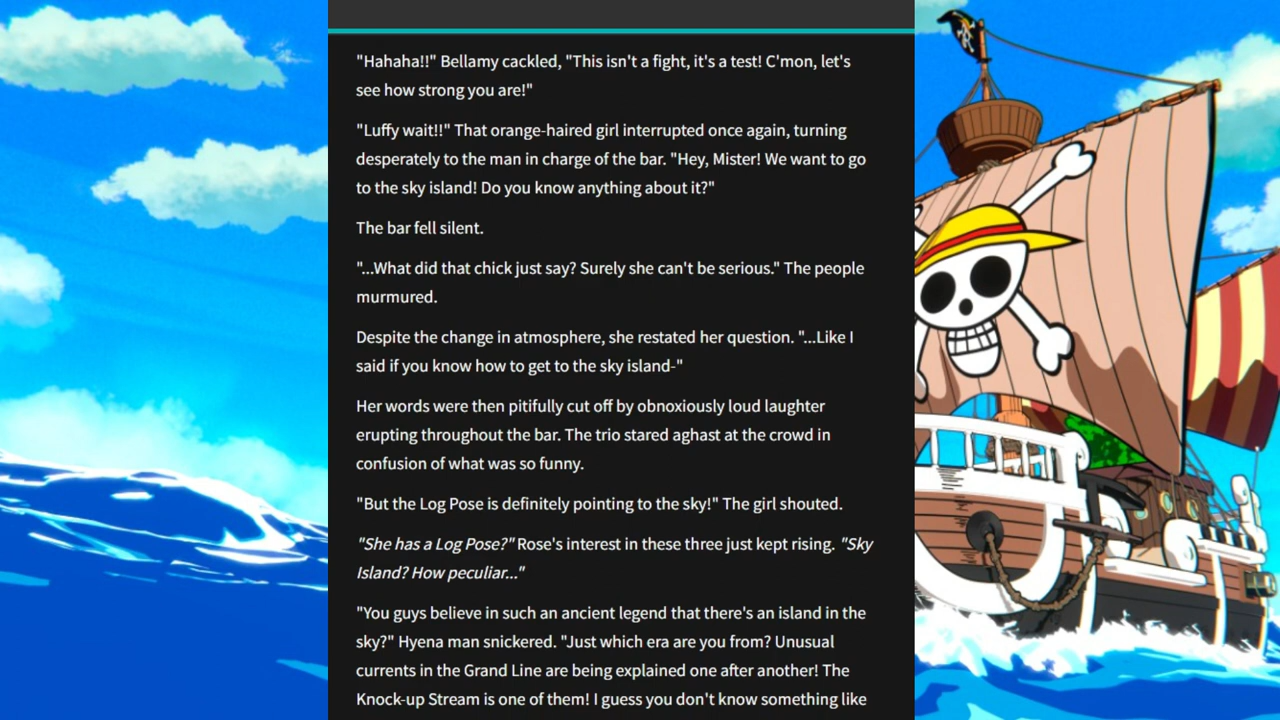 "Hahaha!!" Bellamy cackled, "This isn't a fight, it's a test! C'mon, let's
see how strong you are!"
"Luffy wait!!" That orange-haired girl interrupted once again, turning
desperately to the man in charge of the bar. "Hey, Mister! We want to go
to the sky island! Do you know anything about it?"
The bar fell silent.
"...What did that chick just say? Surely she can't be serious." The people
murmured.
Despite the change in atmosphere, she restated her question. "...Like I
said if you know how to get to the sky island-"
Her words were then pitifully cut off by obnoxiously loud laughter
erupting throughout the bar. The trio stared aghast at the crowd in
confusion of what was so funny.
"But the Log Pose is definitely pointing to the sky!" The girl shouted.
"She has a Log Pose?" Rose's interest in these three just kept rising. "Sky
Island? How peculiar..."
"You guys believe in such an ancient legend that there's an island in the
sky?" Hyena man snickered. "Just which era are you from? Unusual
currents in the Grand Line are being explained one after another! The
Knock-up Stream is one of them! I guess you don't know something like